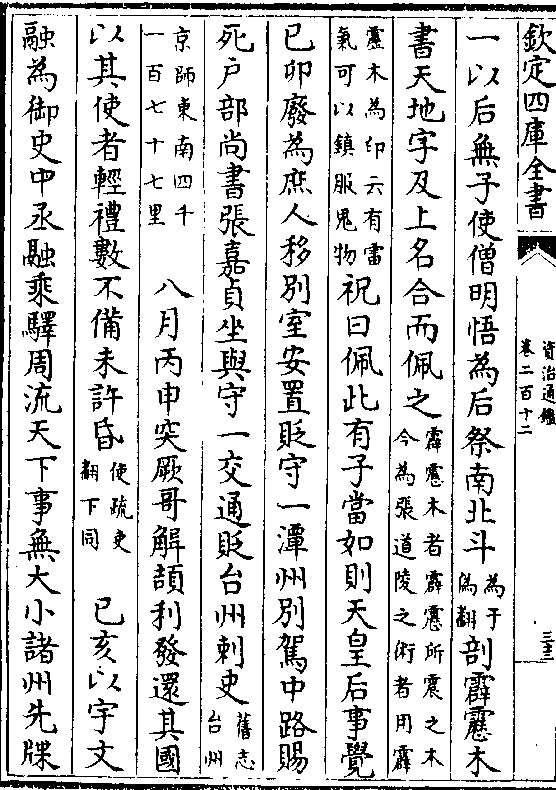 欽定四庫全書
資治通鑑
卷二百十二
一以后無子使僧明悟為后祭南北斗
為于
偽翻
剖霹靂木
書天地字及上名合而佩之
霹靂木者霹靂所震之木
今為張道陵之術者用霹
靂木為印云有雷
氣可以鎮服鬼物
祝曰佩此有子當如則天皇后事覺
已卯廢為庶人移別室安置貶守一潭州別駕中路賜
死户部尚書張嘉貞坐與守一交通貶台州刺史
舊志
台州
京師東南四千
一百七十七里
八月丙申突厥哥解頡利發還其國
以其使者輕禮數不備未許昏
使疏吏
翻下同
已亥以宇文
融為御史中丞融乘驛周流天下事無大小諸州先牒